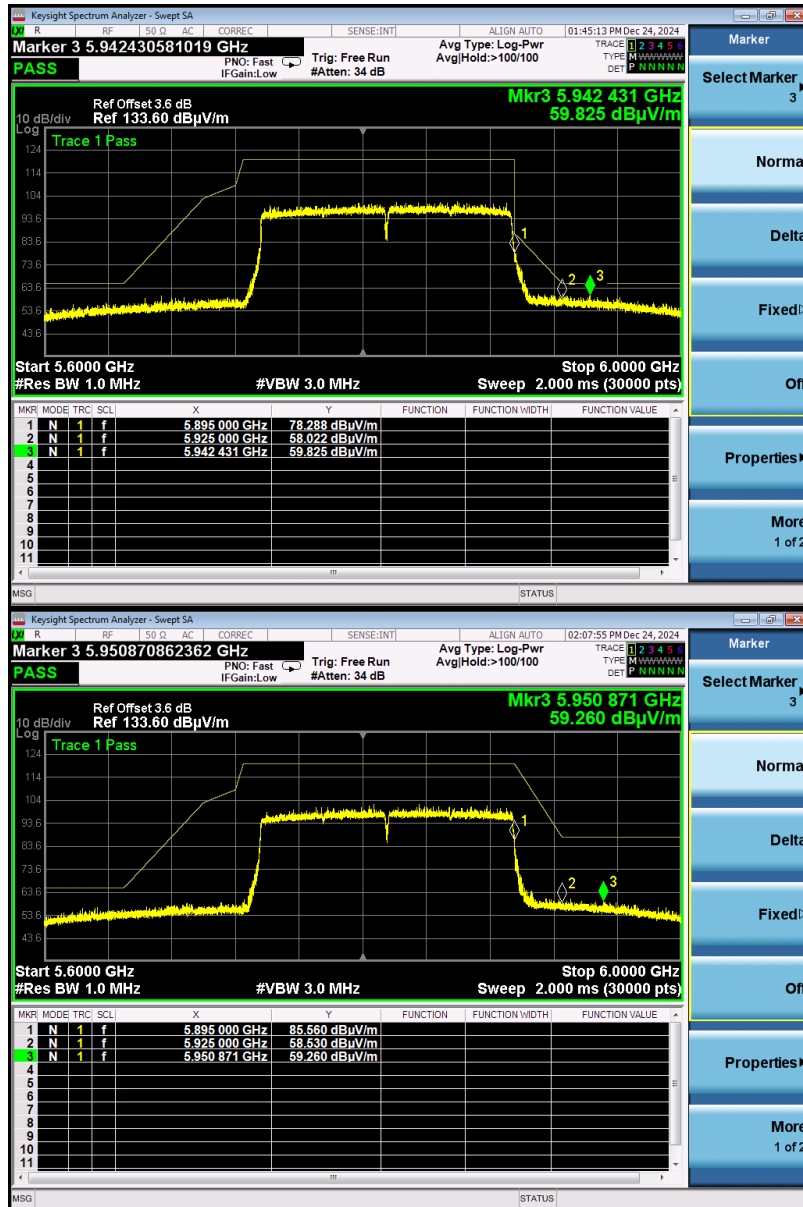 Keysight Spectrum Analyzer - Swept SA
LXI R RF 50 Ω AC CORREC SENSE:INT ALIGN AUTO 01:45:13 PM Dec 24, 2024
Marker 3 5.942430581019 GHz
PNO: Fast
IFGain:Low
Trig: Free Run
#Atten: 34 dB
Avg Type: Log-Pwr
Avg|Hold:>100/100
TRACE 1 2 3 4 5 6
TYPE M WWWWW
DET P N N N N N
PASS
Ref Offset 3.6 dB
10 dB/div Ref 133.60 dBµV/m
Log
Mkr3 5.942 431 GHz
59.825 dBµV/m
Trace 1 Pass
124
114
104
93.6
83.6
73.6
63.6
53.6
43.6
1
2
3
Start 5.6000 GHz Stop 6.0000 GHz
#Res BW 1.0 MHz #VBW 3.0 MHz Sweep 2.000 ms (30000 pts)
MKR MODE TRC SCL X Y FUNCTION FUNCTION WIDTH FUNCTION VALUE
1 N 1 f 5.895 000 GHz 78.288 dBµV/m
2 N 1 f 5.925 000 GHz 58.022 dBµV/m
3 N 1 f 5.942 431 GHz 59.825 dBµV/m
4
5
6
7
8
9
10
11
MSG STATUS
Marker
Select Marker
3
Norma
Delta
Fixed
Off
Properties
More
1 of 2
Keysight Spectrum Analyzer - Swept SA
LXI R RF 50 Ω AC CORREC SENSE:INT ALIGN AUTO 02:07:55 PM Dec 24, 2024
Marker 3 5.950870862362 GHz
PNO: Fast
IFGain:Low
Trig: Free Run
#Atten: 34 dB
Avg Type: Log-Pwr
Avg|Hold:>100/100
TRACE 1 2 3 4 5 6
TYPE M WWWWW
DET P N N N N N
PASS
Ref Offset 3.6 dB
10 dB/div Ref 133.60 dBµV/m
Log
Mkr3 5.950 871 GHz
59.260 dBµV/m
Trace 1 Pass
124
114
104
93.6
83.6
73.6
63.6
53.6
43.6
1
2
3
Start 5.6000 GHz Stop 6.0000 GHz
#Res BW 1.0 MHz #VBW 3.0 MHz Sweep 2.000 ms (30000 pts)
MKR MODE TRC SCL X Y FUNCTION FUNCTION WIDTH FUNCTION VALUE
1 N 1 f 5.895 000 GHz 85.560 dBµV/m
2 N 1 f 5.925 000 GHz 58.530 dBµV/m
3 N 1 f 5.950 871 GHz 59.260 dBµV/m
4
5
6
7
8
9
10
11
MSG STATUS
Marker
Select Marker
3
Norma
Delta
Fixed
Off
Properties
More
1 of 2